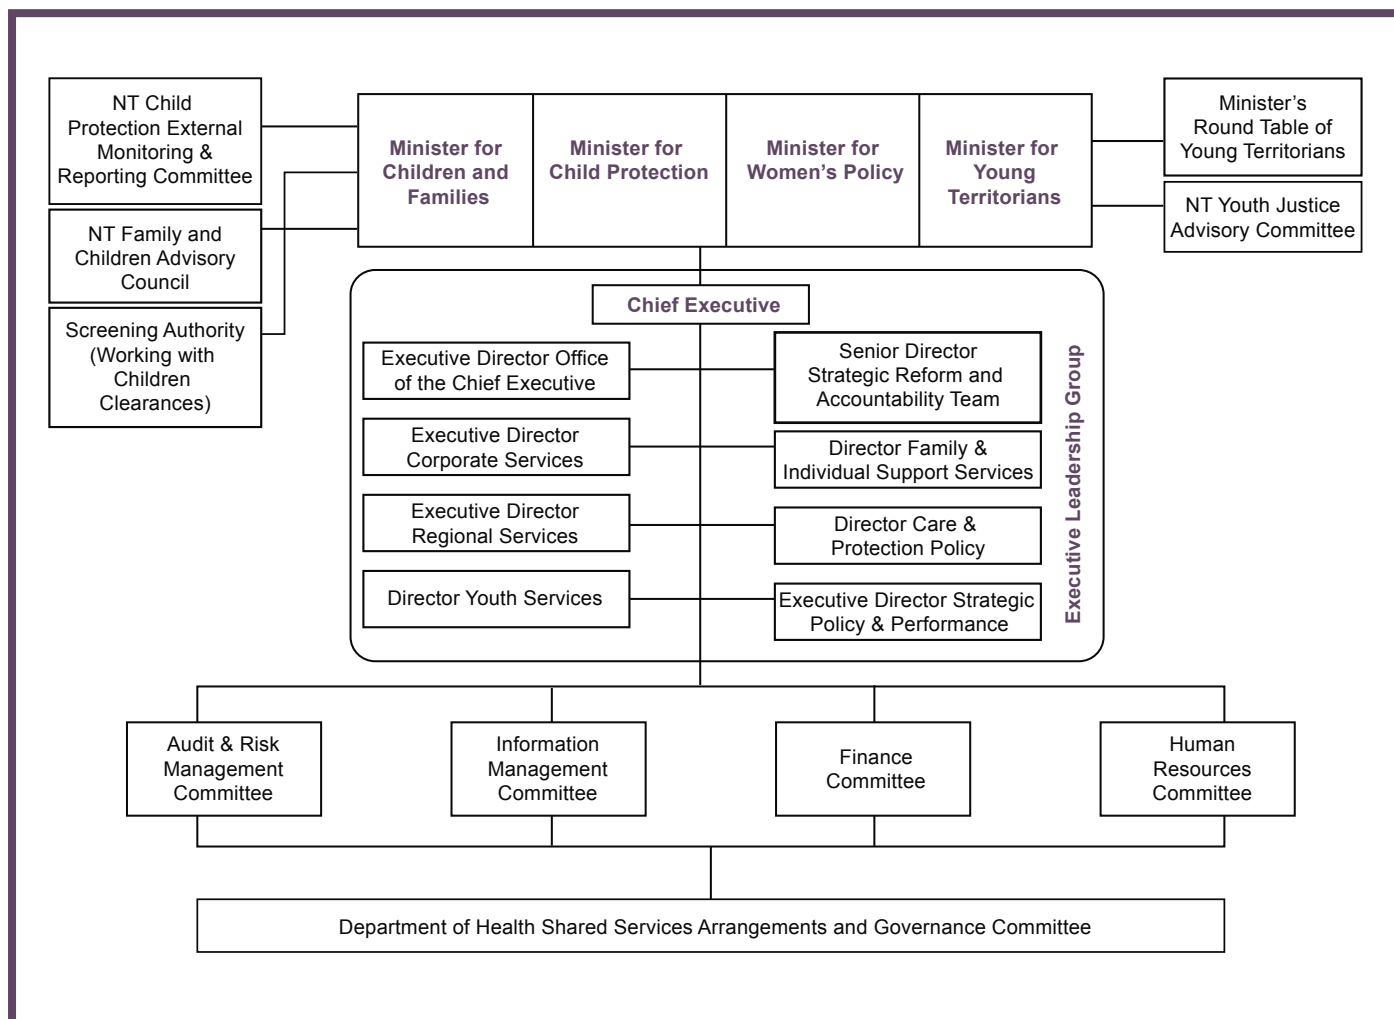 NT Child
Protection External
Monitoring &
Reporting Committee
NT Family and
Children Advisory
Council
Screening Authority
(Working with
Children
Clearances)
Minister for
Children and
Families
Minister for
Child Protection
Minister for
Women’s Policy
Minister for
Young
Territorians
Minister’s
Round Table of
Young Territorians
NT Youth Justice
Advisory Committee
Chief Executive
Executive Director Office
of the Chief Executive
Senior Director
Strategic Reform and
Accountability Team
Executive Director
Corporate Services
Director Family &
Individual Support Services
Executive Director
Regional Services
Director Care &
Protection Policy
Director Youth Services
Executive Director Strategic
Policy & Performance
Executive Leadership Group
Audit & Risk
Management
Committee
Information
Management
Committee
Finance
Committee
Human
Resources
Committee
Department of Health Shared Services Arrangements and Governance Committee